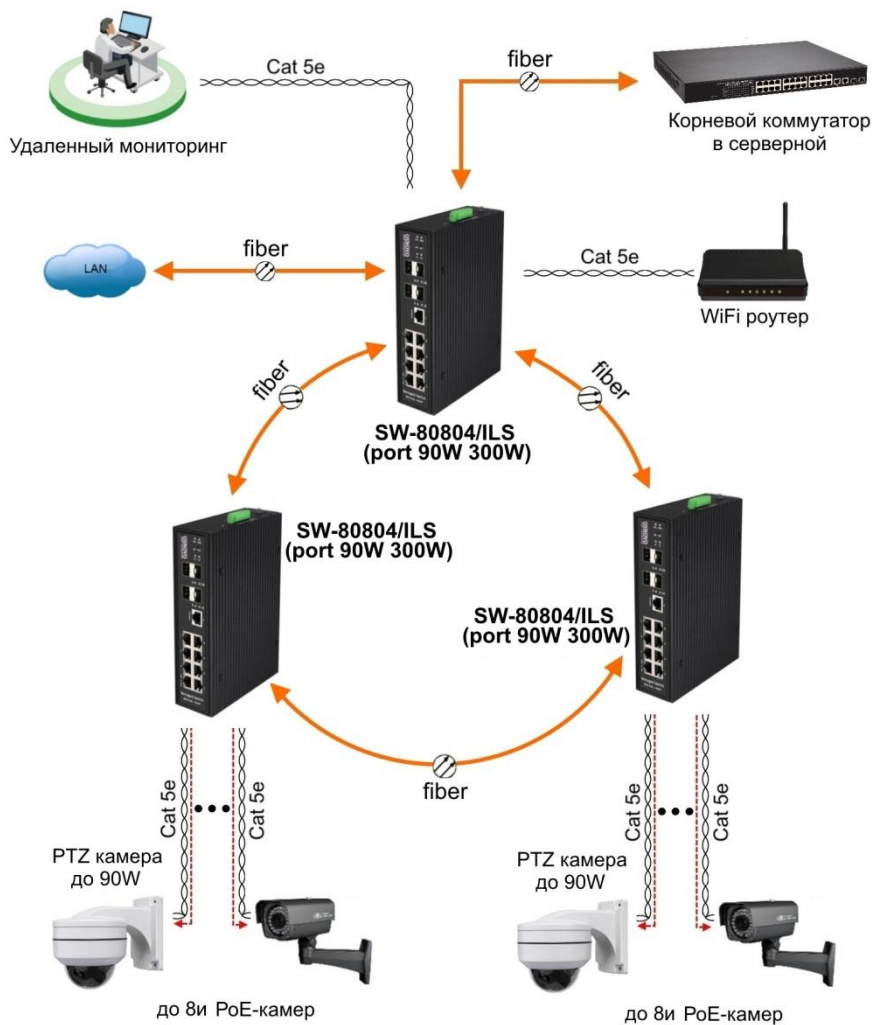 Cat 5e
fiber
Удаленный мониторинг
Корневой коммутатор
в серверной
fiber
LAN
Cat 5e
WiFi роутер
fiber
fiber
SW-80804/ILS
(port 90W 300W)
SW-80804/ILS
(port 90W 300W)
SW-80804/ILS
(port 90W 300W)
fiber
Cat 5e
Cat 5e
Cat 5e
Cat 5e
PTZ камера
до 90W
PTZ камера
до 90W
до 8и PoE-камер
до 8и PoE-камер